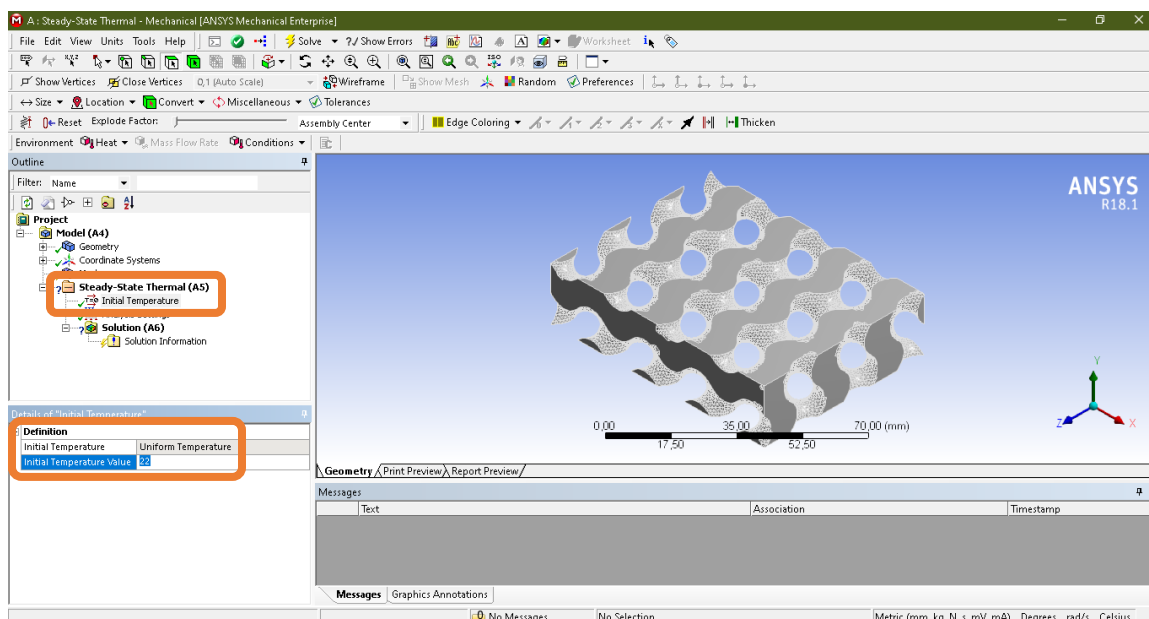 A : Steady-State Thermal - Mechanical [ANSYS Mechanical Enterprise]
File Edit View Units Tools Help Solve ?/ Show Errors Worksheet
Show Vertices Close Vertices 0,1 (Auto Scale) Wireframe Show Mesh Random Preferences
Size Location Convert Miscellaneous Tolerances
Reset Explode Factor: Assembly Center Edge Coloring Thicken
Environment Heat Mass Flow Rate Conditions
Outline
Filter: Name
Project
Model (A4)
Geometry
Coordinate Systems
Steady-State Thermal (A5)
Initial Temperature
Solution (A6)
Solution Information
Details of "Initial Temperature"
Definition
Initial Temperature Uniform Temperature
Initial Temperature Value 22
ANSYS
R18.1
0,00 35,00 70,00 (mm)
17,50 52,50
Y
Z X
Geometry Print Preview Report Preview
Messages
Text Association Timestamp
Messages Graphics Annotations
No Messages No Selection Metric (mm, kg, N, s, mV, mA) Degrees rad/s Celsius